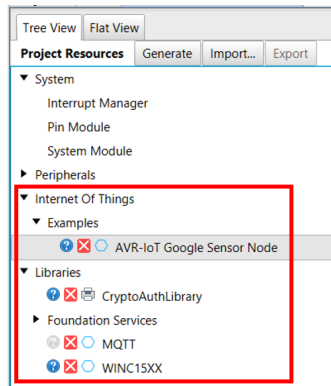 Tree View Flat View
Project Resources Generate Import... Export
System
Interrupt Manager
Pin Module
System Module
Peripherals
Internet Of Things
Examples
AVR-IoT Google Sensor Node
Libraries
CryptoAuthLibrary
Foundation Services
MQTT
WINC15XX